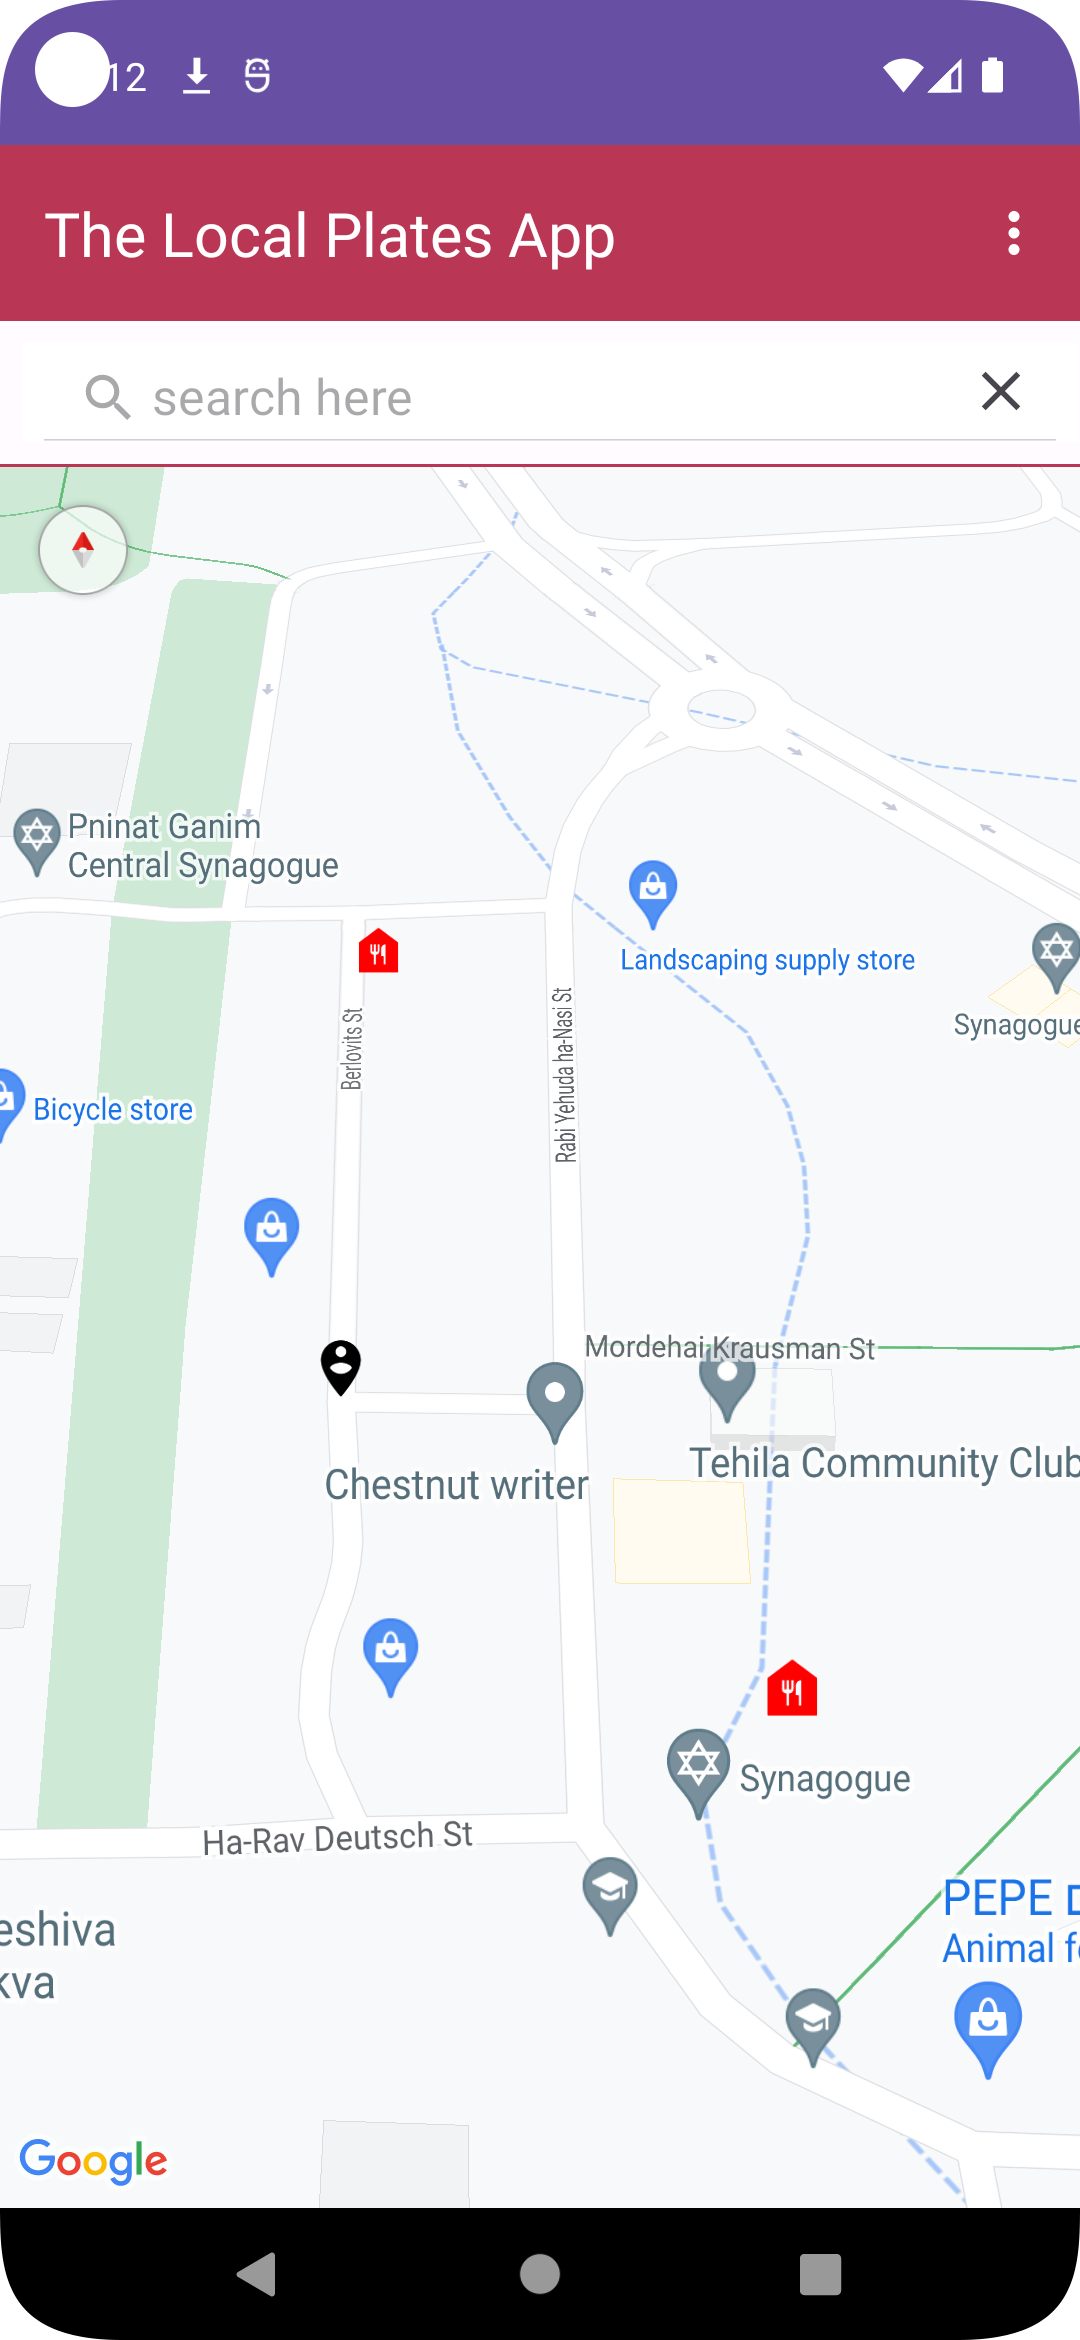 12
The Local Plates App
search here
Pninat Ganim
Central Synagogue
Landscaping supply store
Synagogue
Berlovits St
Rabi Yehuda ha-Nasi St
Bicycle store
Mordehai Krausman St
Chestnut writer
Tehila Community Club
Synagogue
Ha-Rav Deutsch St
PEPE
Animal
eshiva
kva
Google